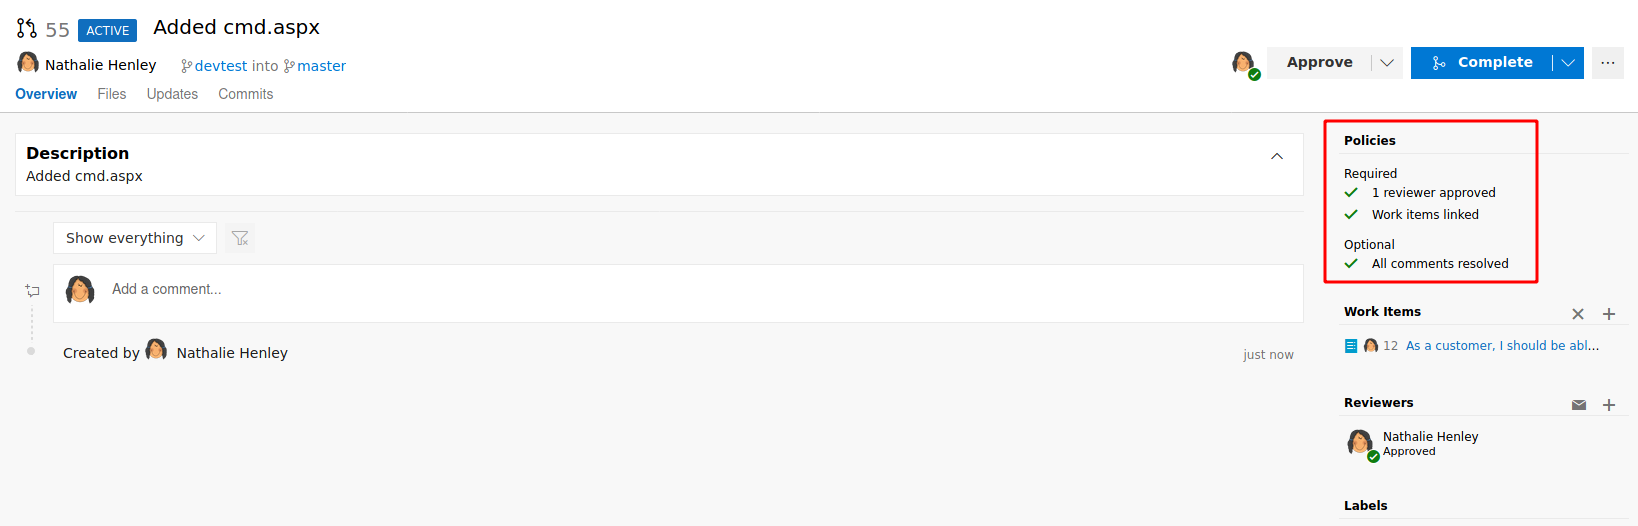 55 ACTIVE Added cmd.aspx
Nathalie Henley devtest into master
Approve Complete ...
Overview Files Updates Commits
Description
Added cmd.aspx
Show everything
Add a comment...
Created by Nathalie Henley just now
Policies
Required
1 reviewer approved
Work items linked
Optional
All comments resolved
Work Items
12 As a customer, I should be abl...
Reviewers
Nathalie Henley
Approved
Labels